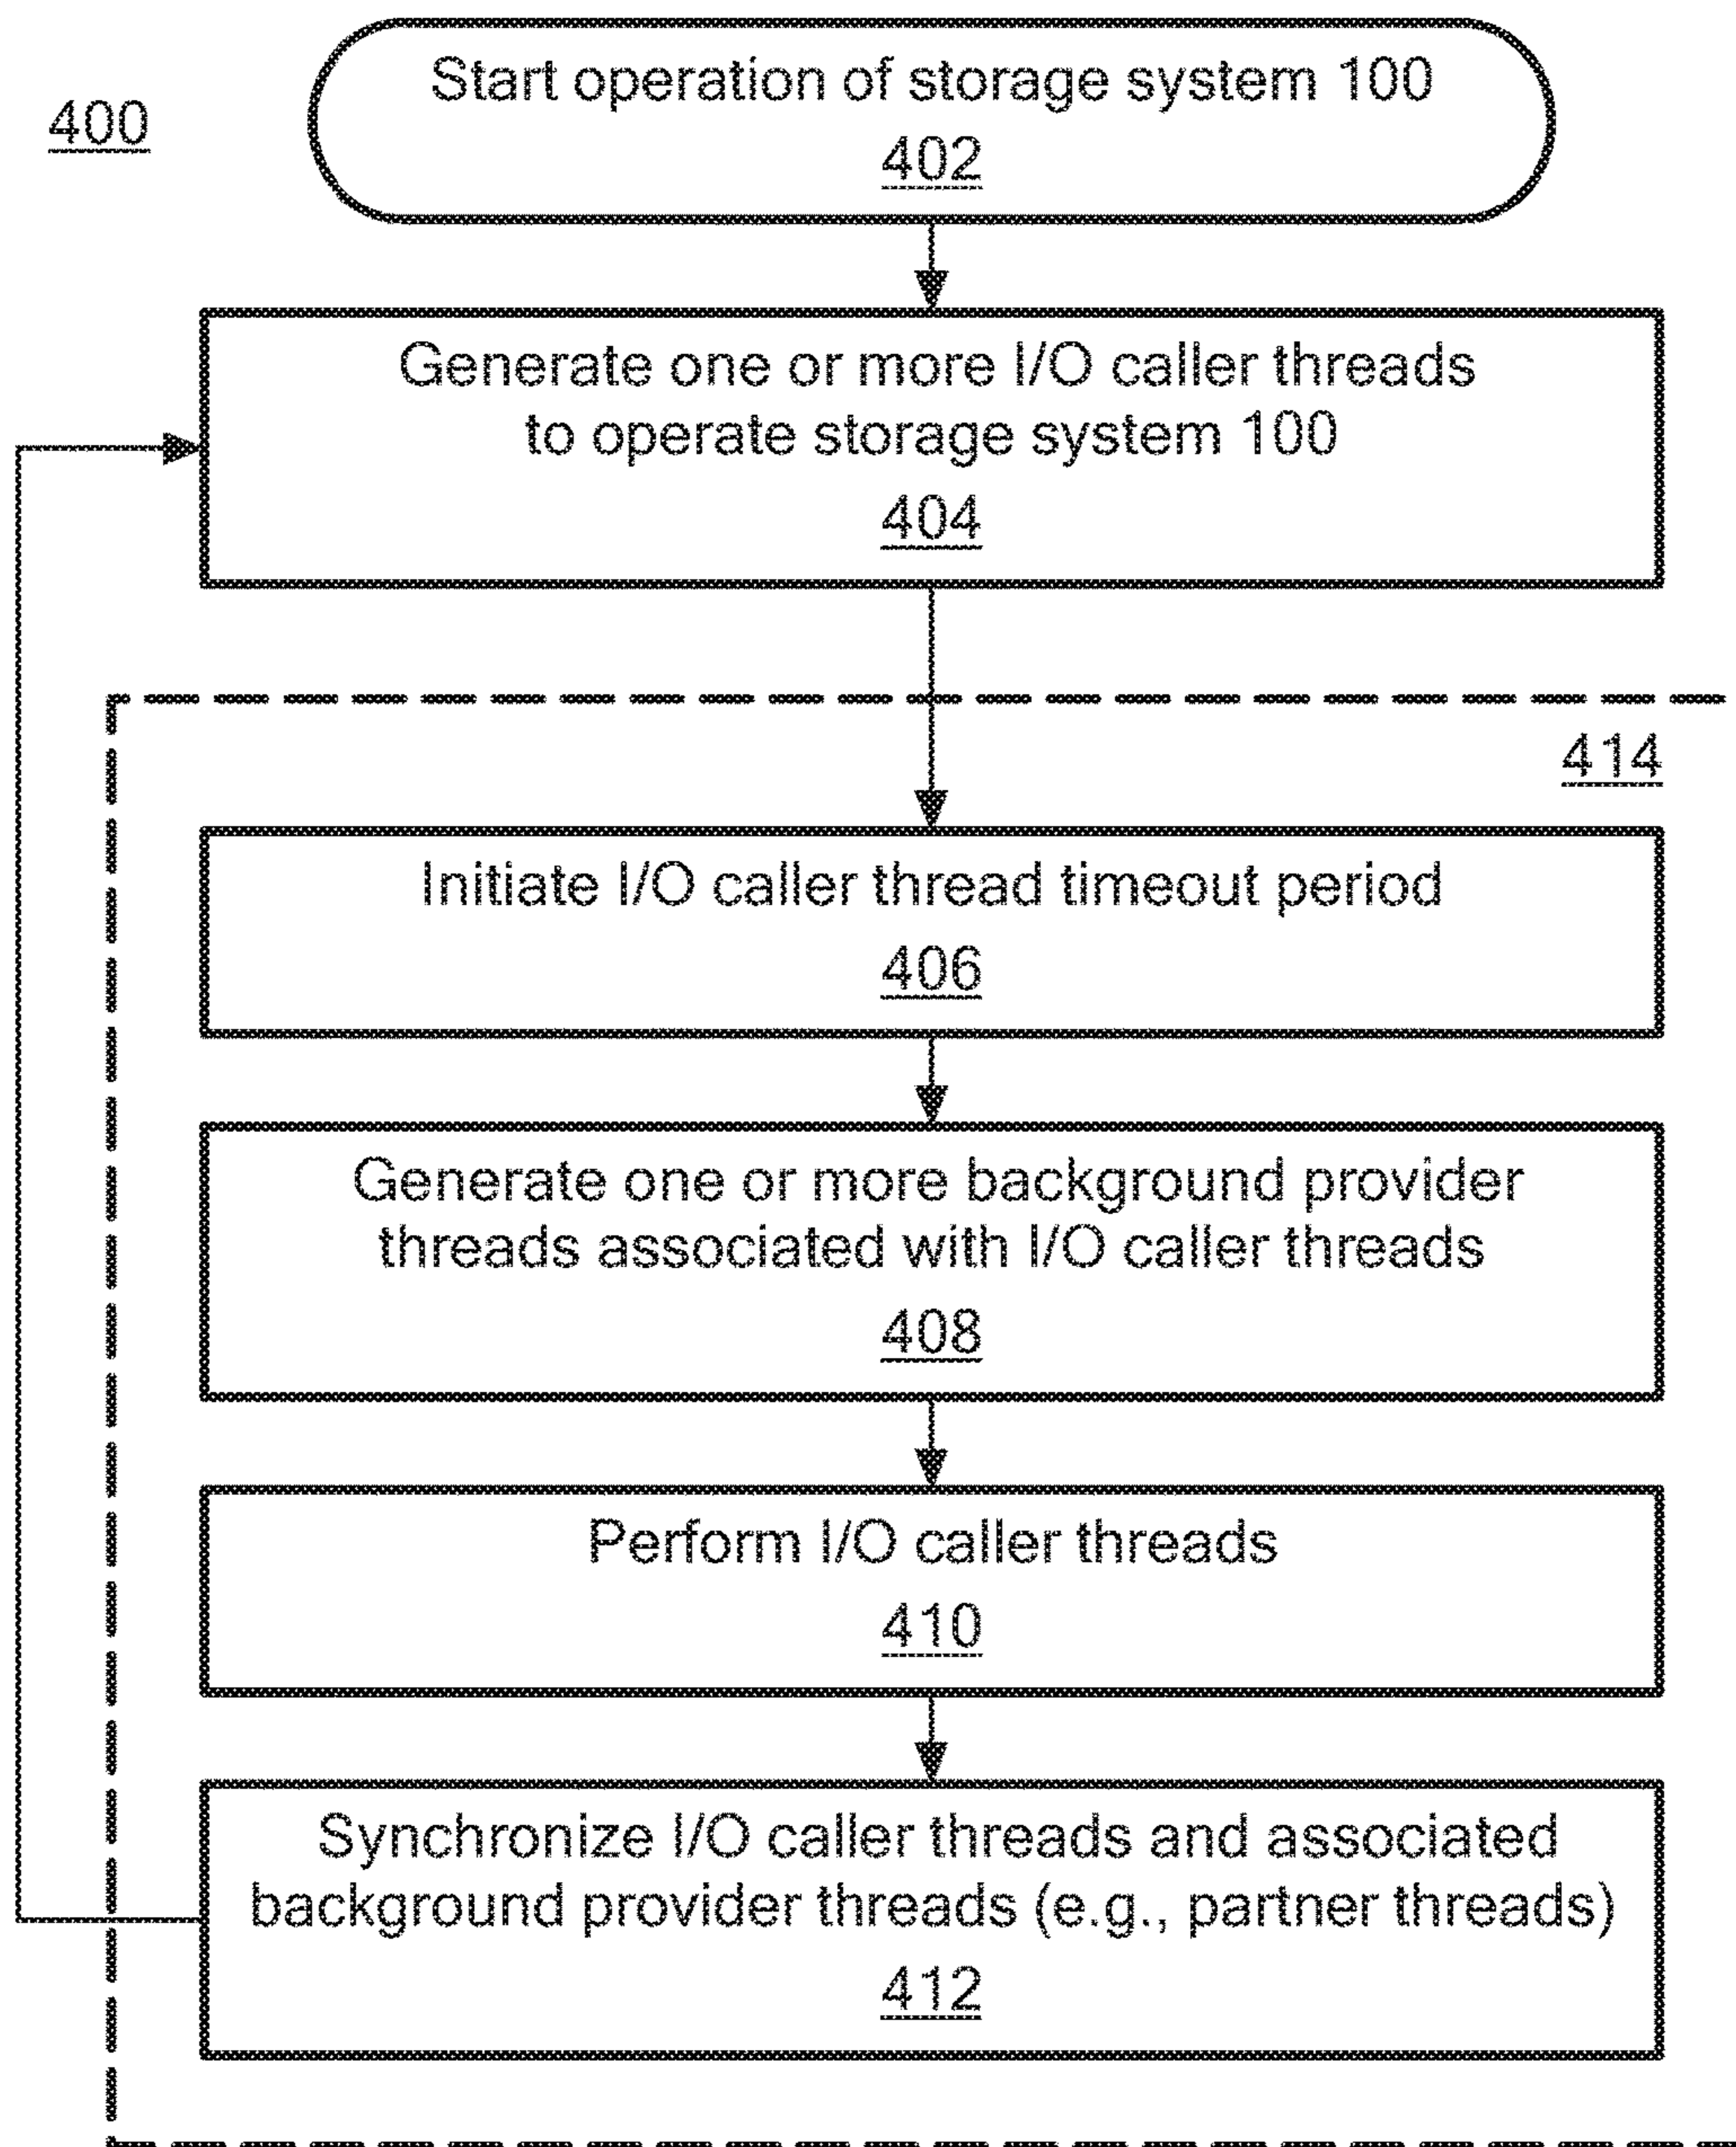 400
Start operation of storage system 100
402
Generate one or more I/O caller threads
to operate storage system 100
404
414
Initiate I/O caller thread timeout period
406
Generate one or more background provider
threads associated with I/O caller threads
408
Perform I/O caller threads
410
Synchronize I/O caller threads and associated
background provider threads (e.g., partner threads)
412